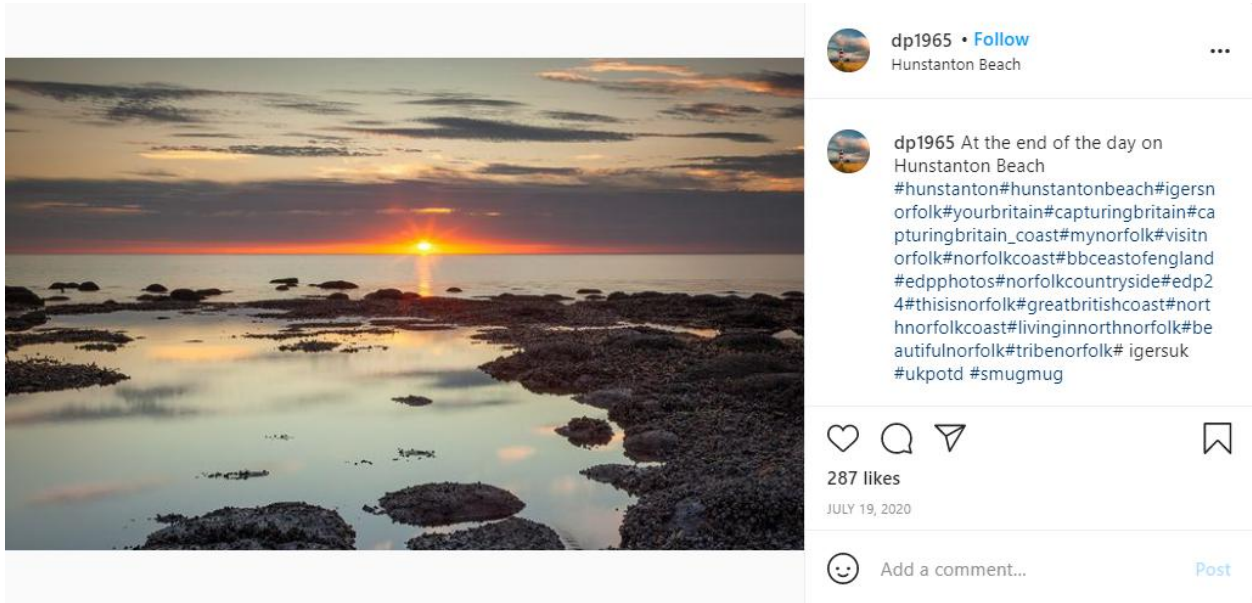 dp1965 • Follow
Hunstanton Beach
dp1965 At the end of the day on
Hunstanton Beach
#hunstanton#hunstantonbeach#igersn
orfolk#yourbritain#capturingbritain#ca
pturingbritain_coast#mynorfolk#visitn
orfolk#norfolkcoast#bbceastofengland
#edpphotos#norfolkcountryside#edp2
4#thisisnorfolk#greatbritishcoast#nort
hnorfolkcoast#livinginnorthnorfolk#be
autifulnorfolk#tribenorfolk# igersuk
#ukpotd #smugmug
287 likes
JULY 19, 2020
Add a comment...
Post